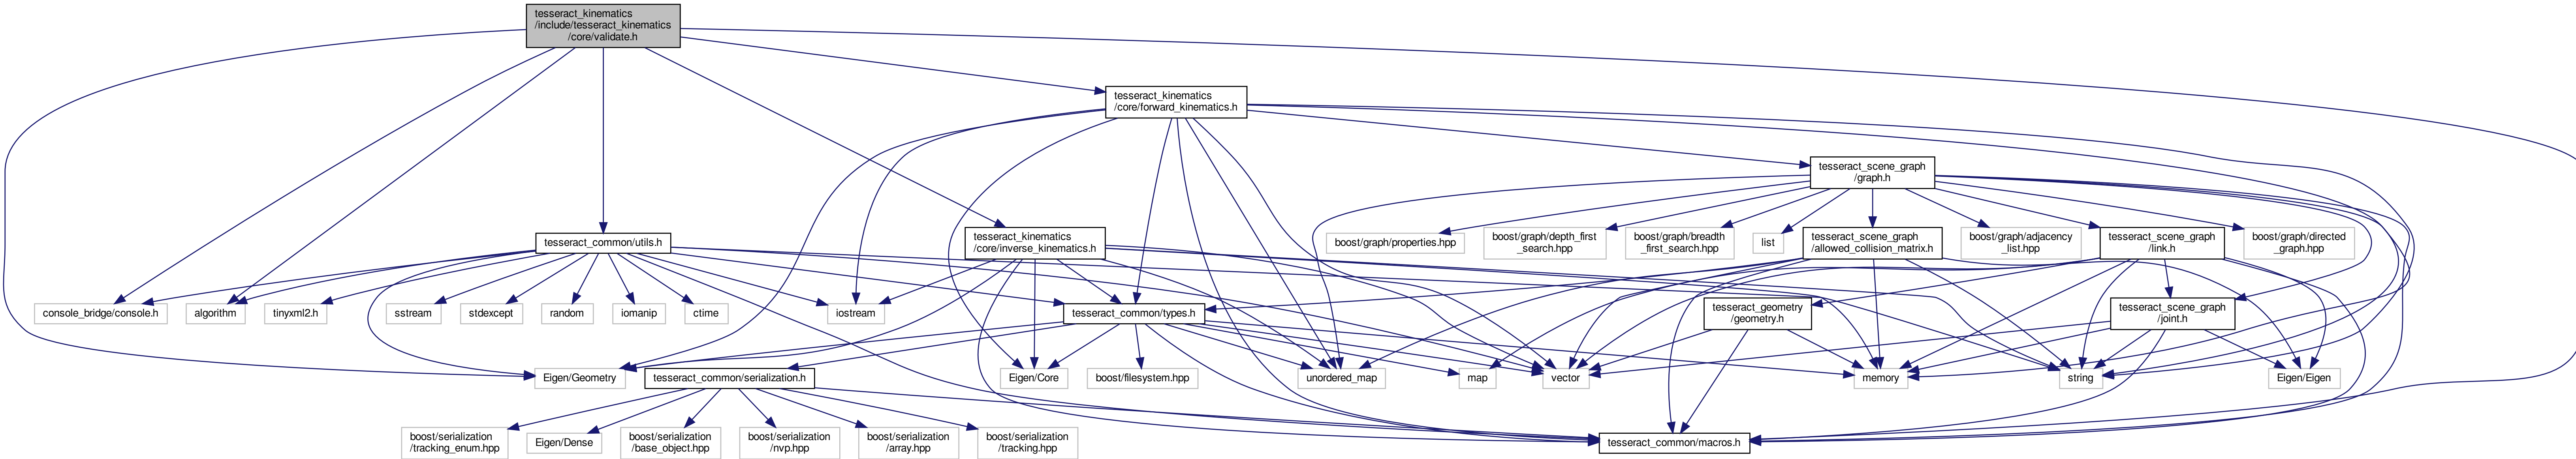 tesseract_kinematics
/include/tesseract_kinematics
/core/validate.h
tesseract_kinematics
/core/forward_kinematics.h
tesseract_scene_graph
/graph.h
tesseract_common/utils.h
tesseract_kinematics
/core/inverse_kinematics.h
boost/graph/properties.hpp
boost/graph/depth_first
_search.hpp
boost/graph/breadth
_first_search.hpp
list
tesseract_scene_graph
/allowed_collision_matrix.h
boost/graph/adjacency
_list.hpp
tesseract_scene_graph
/link.h
boost/graph/directed
_graph.hpp
console_bridge/console.h
algorithm
tinyxml2.h
sstream
stdexcept
random
iomanip
ctime
iostream
tesseract_common/types.h
tesseract_geometry
/geometry.h
tesseract_scene_graph
/joint.h
Eigen/Geometry
tesseract_common/serialization.h
Eigen/Core
boost/filesystem.hpp
unordered_map
map
vector
memory
string
Eigen/Eigen
boost/serialization
/tracking_enum.hpp
Eigen/Dense
boost/serialization
/base_object.hpp
boost/serialization
/nvp.hpp
boost/serialization
/array.hpp
boost/serialization
/tracking.hpp
tesseract_common/macros.h